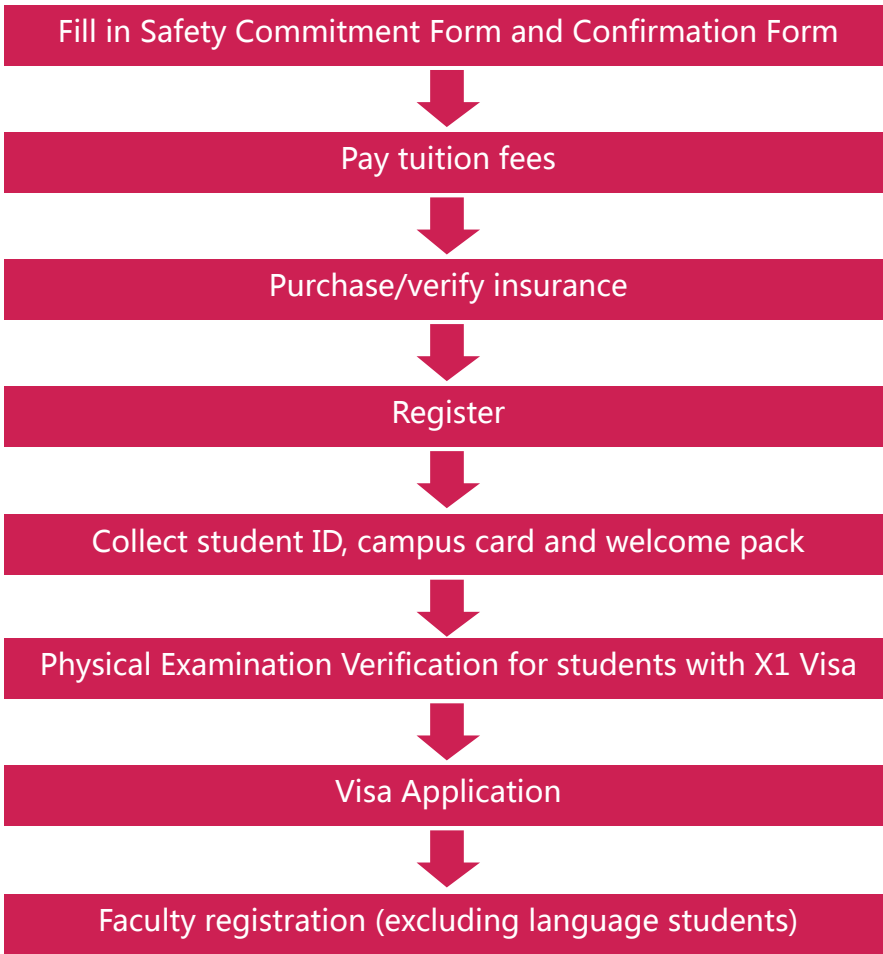 Fill in Safety Commitment Form and Confirmation Form
Pay tuition fees
Purchase/verify insurance
Register
Collect student ID, campus card and welcome pack
Physical Examination Verification for students with X1 Visa
Visa Application
Faculty registration (excluding language students)